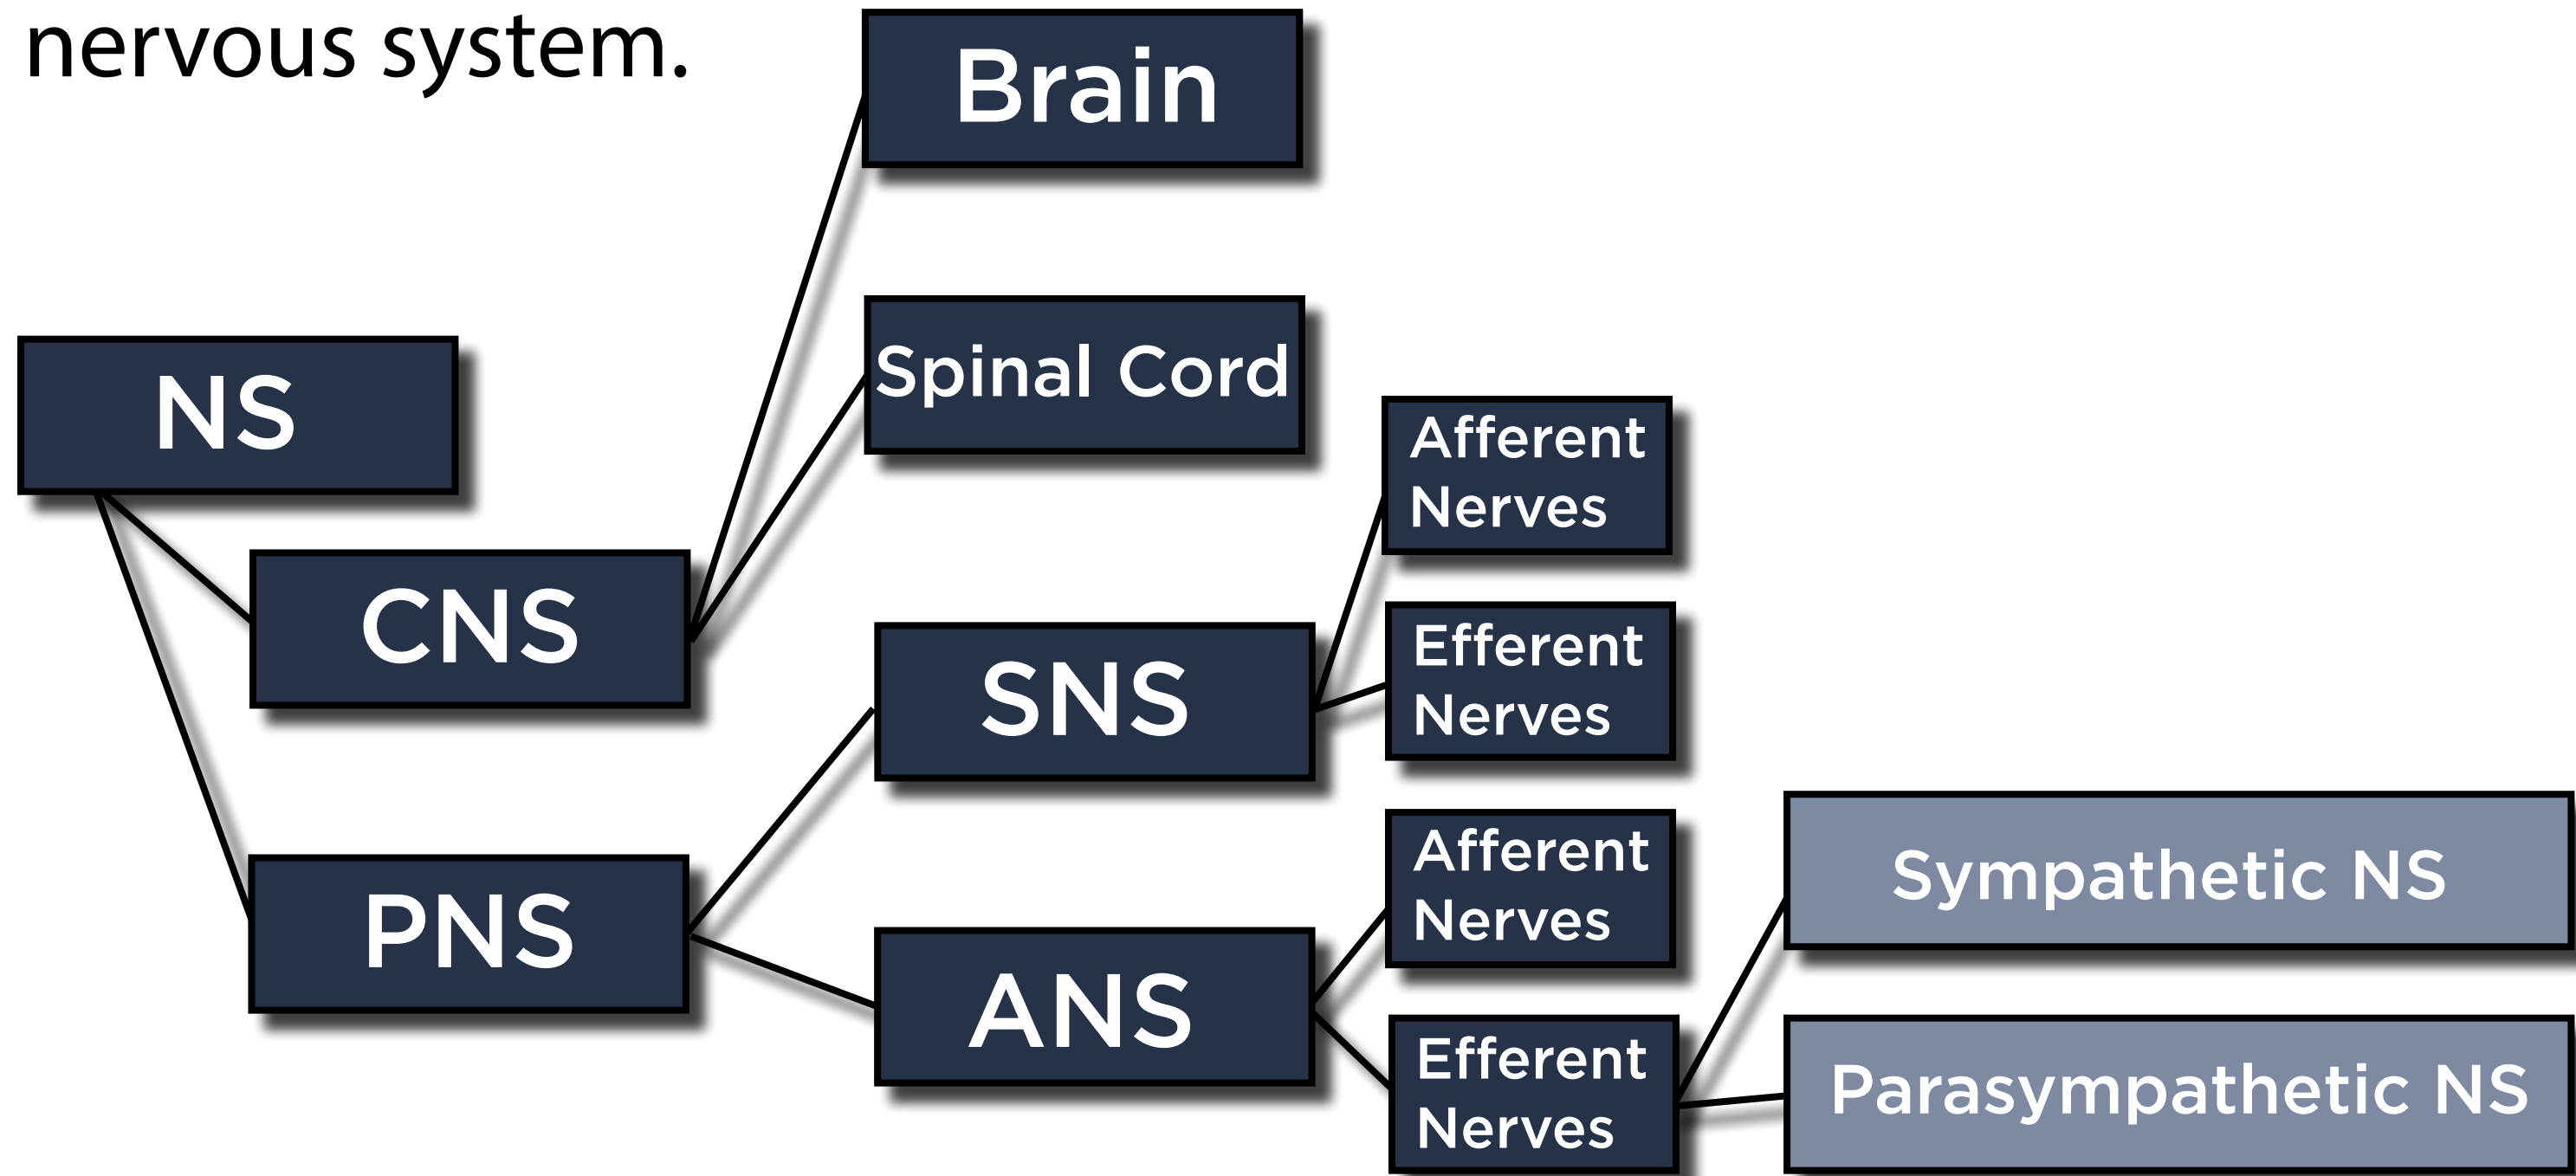 nervous system.
Brain
Spinal Cord
NS
CNS
PNS
SNS
ANS
Afferent
Nerves
Efferent
Nerves
Afferent
Nerves
Efferent
Nerves
Sympathetic NS
Parasympathetic NS